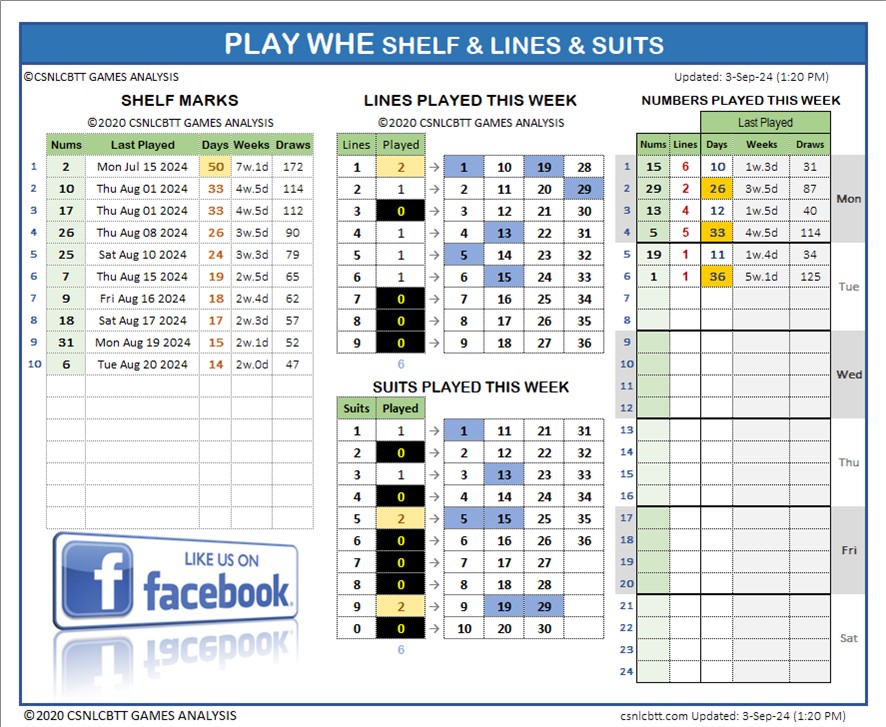 PLAY WHE SHELF & LINES & SUITS
©CSNLCBTT GAMES ANALYSIS
Updated: 3-Sep-24 (1:20 PM)
SHELF MARKS
©2020 CSNLCBTT GAMES ANALYSIS
Nums Last Played Days Weeks Draws
1 2 Mon Jul 15 2024 50 7w.1d 172
2 10 Thu Aug 01 2024 33 4w.5d 114
3 17 Thu Aug 01 2024 33 4w.5d 112
4 26 Thu Aug 08 2024 26 3w.5d 90
5 25 Sat Aug 10 2024 24 3w.3d 79
6 7 Thu Aug 15 2024 19 2w.5d 65
7 9 Fri Aug 16 2024 18 2w.4d 62
8 18 Sat Aug 17 2024 17 2w.3d 57
9 31 Mon Aug 19 2024 15 2w.1d 52
10 6 Tue Aug 20 2024 14 2w.0d 47
LIKE US ON
facebook
LINES PLAYED THIS WEEK
©2020 CSNLCBTT GAMES ANALYSIS
Lines Played
1 2 → 1 10 19 28
2 1 → 2 11 20 29
3 0 → 3 12 21 30
4 1 → 4 13 22 31
5 1 → 5 14 23 32
6 1 → 6 15 24 33
7 0 → 7 16 25 34
8 0 → 8 17 26 35
9 0 → 9 18 27 36
6
SUITS PLAYED THIS WEEK
Suits Played
1 1 → 1 11 21 31
2 0 → 2 12 22 32
3 1 → 3 13 23 33
4 0 → 4 14 24 34
5 2 → 5 15 25 35
6 0 → 6 16 26 36
7 0 → 7 17 27
8 0 → 8 18 28
9 2 → 9 19 29
0 0 → 10 20 30
6
NUMBERS PLAYED THIS WEEK
Last Played
Nums Lines Days Weeks Draws
1 15 6 10 1w.3d 31
2 29 2 26 3w.5d 87
Mon
3 13 4 12 1w.5d 40
4 5 5 33 4w.5d 114
5 19 1 11 1w.4d 34
6 1 1 36 5w.1d 125
Tue
7
8
9
10
Wed
11
12
13
14
Thu
15
16
17
18
Fri
19
20
21
22
Sat
23
24
©2020 CSNLCBTT GAMES ANALYSIS
csnlcbtt.com Updated: 3-Sep-24 (1:20 PM)